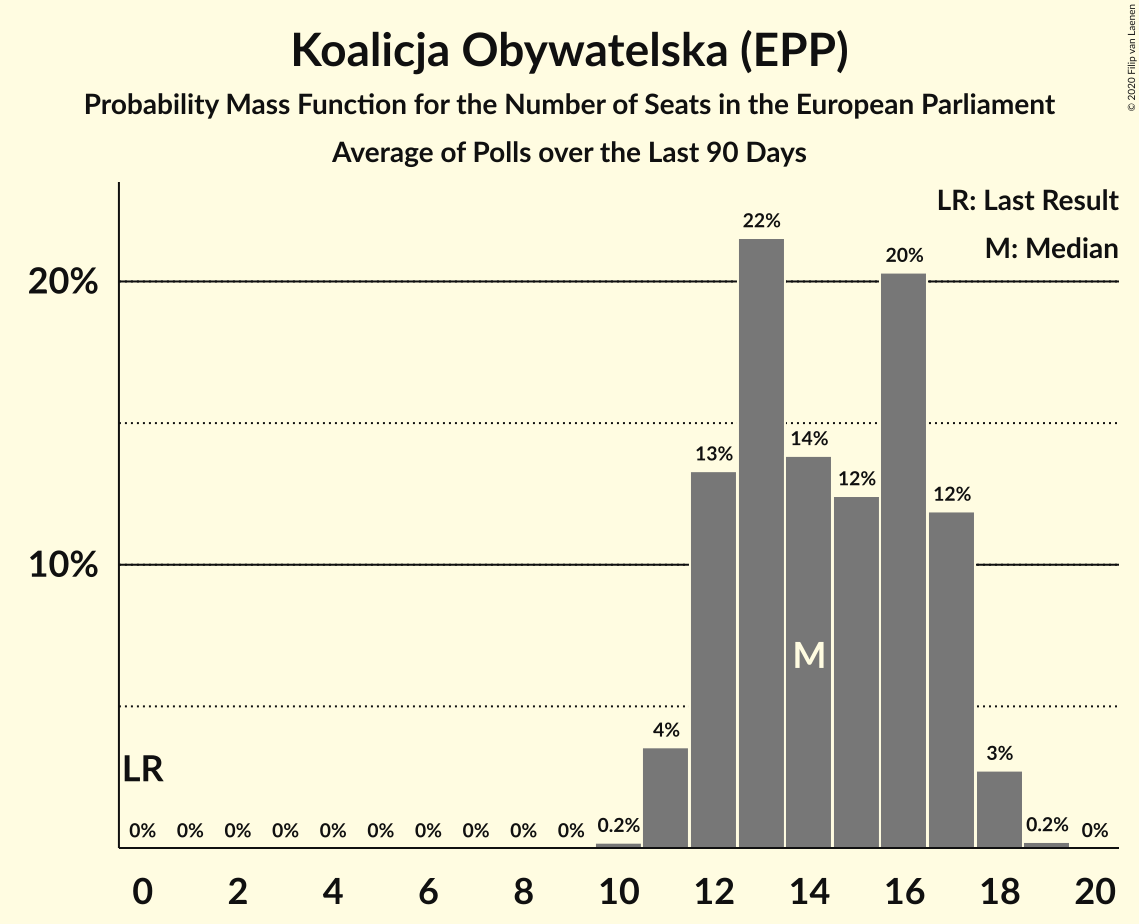 Koalicja Obywatelska (EPP)
Probability Mass Function for the Number of Seats in the European Parliament
Average of Polls over the Last 90 Days
© 2020 Filip van Laenen
LR: Last Result
M: Median
20%
10%
22%
20%
14%
13%
12%
12%
M
4%
3%
LR
0% 0% 0% 0% 0% 0% 0% 0% 0% 0% 0.2% 0.2% 0%
0 2 4 6 8 10 12 14 16 18 20